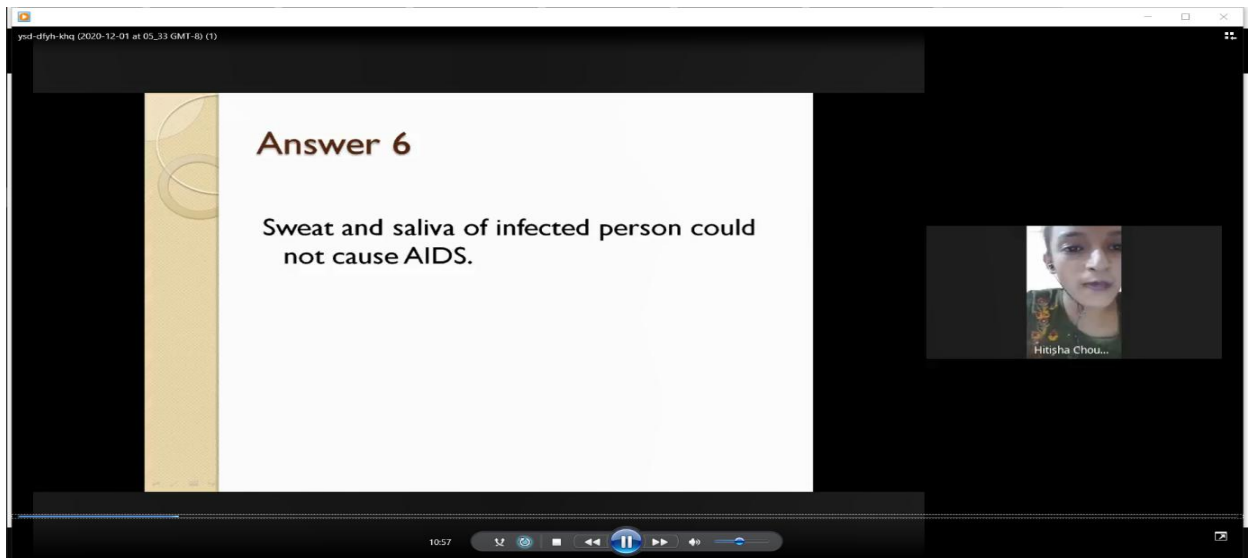 ysd-dfyh-khq (2020-12-01 at 05_33 GMT-8) (1)
Answer 6
Sweat and saliva of infected person could
not cause AIDS.
Hitisha Chou...
10:57